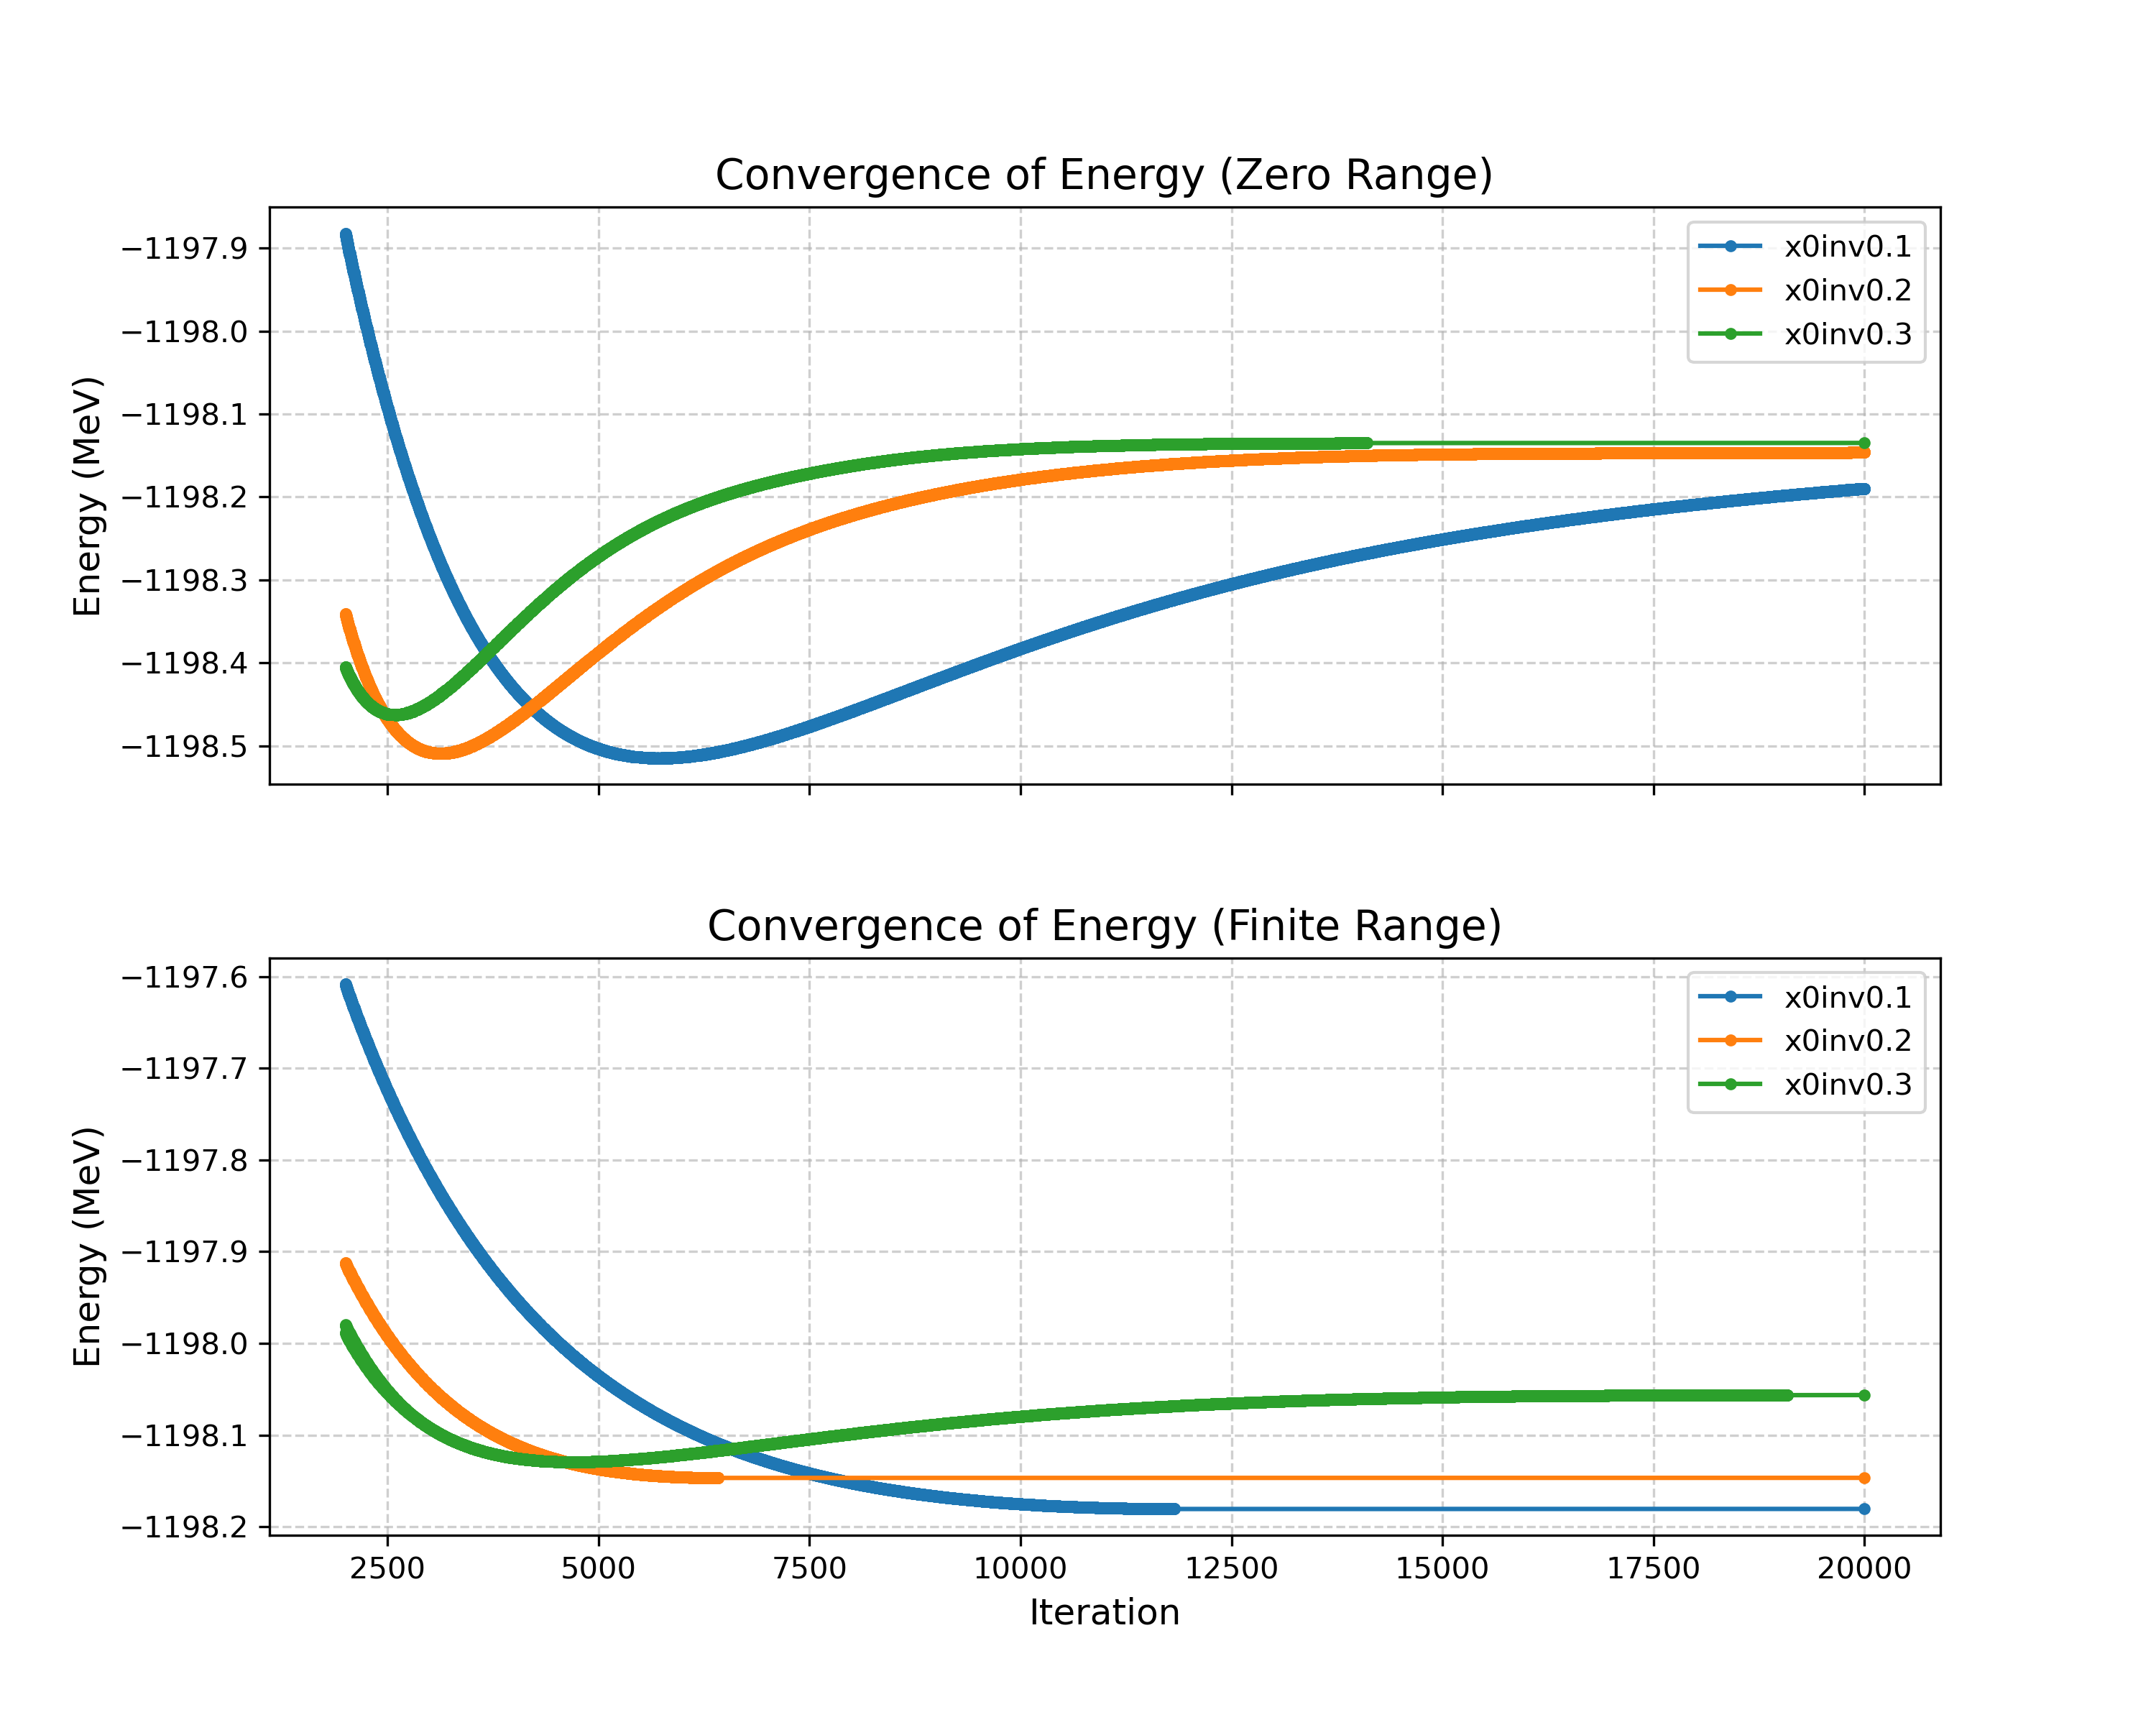 Convergence of Energy (Zero Range)
Energy (MeV)
−1197.9
−1198.0
−1198.1
−1198.2
−1198.3
−1198.4
−1198.5
x0inv0.1
x0inv0.2
x0inv0.3
Convergence of Energy (Finite Range)
Energy (MeV)
−1197.6
−1197.7
−1197.8
−1197.9
−1198.0
−1198.1
−1198.2
x0inv0.1
x0inv0.2
x0inv0.3
2500 5000 7500 10000 12500 15000 17500 20000
Iteration